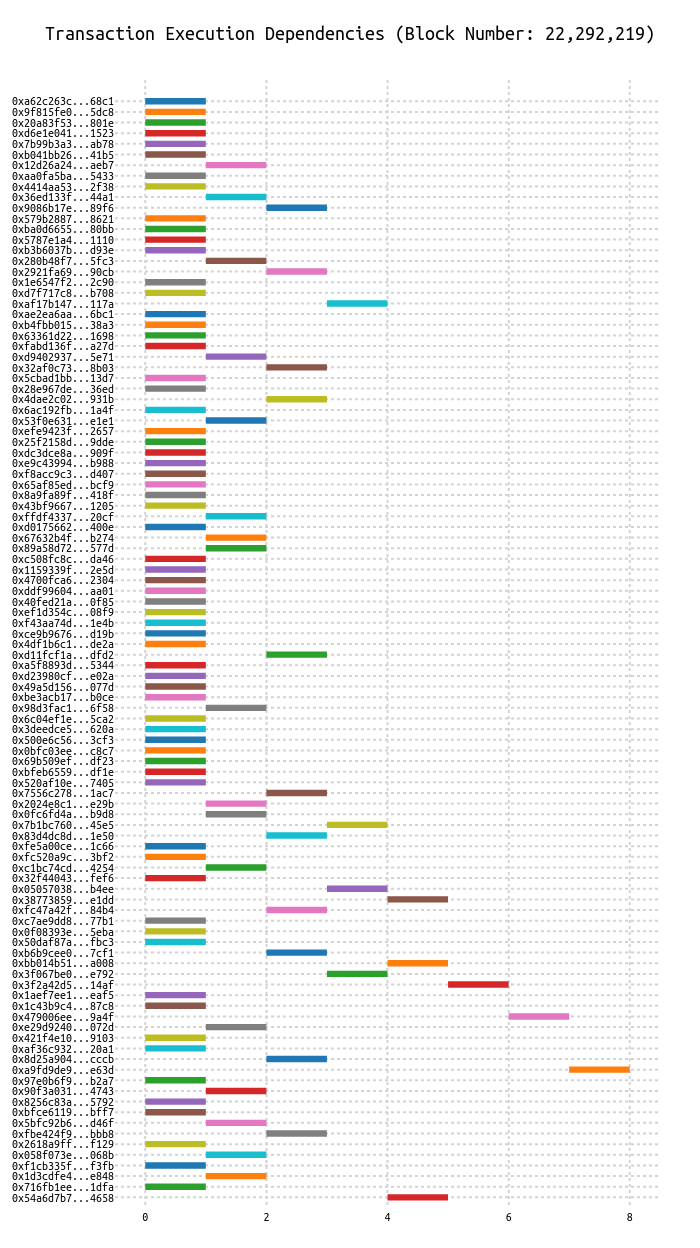 Transaction Execution Dependencies (Block Number: 22,292,219)
0xa62c263c...68c1
0x9f815fe0...5dc8
0x20a83f53...801e
0xd6e1e041...1523
0x7b99b3a3...ab78
0xb041bb26...41b5
0x12d26a24...aeb7
0xaa0fa5ba...5433
0x4414aa53...2f38
0x36ed133f...44a1
0x9086b17e...89f6
0x579b2887...8621
0xba0d6655...80bb
0x5787e1a4...1110
0xb3b6037b...d93e
0x280b48f7...5fc3
0x2921fa69...90cb
0x1e6547f2...2c90
0xd7f717c8...b708
0xaf17b147...117a
0xae2ea6aa...6bc1
0xb4fbb015...38a3
0x63361d22...1698
0xfabd136f...a27d
0xd9402937...5e71
0x32af0c73...8b03
0x5cbad1bb...13d7
0x28e967de...36ed
0x4dae2c02...931b
0x6ac192fb...1a4f
0x53f0e631...e1e1
0xefe9423f...2657
0x25f2158d...9dde
0xdc3dce8a...909f
0xe9c43994...b988
0xf8acc9c3...d407
0x65af85ed...bcf9
0x8a9fa89f...418f
0x43bf9667...1205
0xffdf4337...20cf
0xd0175662...400e
0x67632b4f...b274
0x89a58d72...577d
0xc508fc8c...da46
0x1159339f...2e5d
0x4700fca6...2304
0xddf99604...aa01
0x40fed21a...0f85
0xef1d354c...08f9
0xf43aa74d...1e4b
0xce9b9676...d19b
0x4df1b6c1...de2a
0xd11fcf1a...dfd2
0xa5f8893d...5344
0xd23980cf...e02a
0x49a5d156...077d
0xbe3acb17...b0ce
0x98d3fac1...6f58
0x6c04ef1e...5ca2
0x3deedce5...620a
0x500e6c56...3cf3
0x0bfc03ee...c8c7
0x69b509ef...df23
0xbfeb6559...df1e
0x520af10e...7405
0x7556c278...1ac7
0x2024e8c1...e29b
0x0fc6fd4a...b9d8
0x7b1bc760...45e5
0x83d4dc8d...1e50
0xfe5a00ce...1c66
0xfc520a9c...3bf2
0xc1bc74cd...4254
0x32f44043...fef6
0x05057038...b4ee
0x38773859...e1dd
0xfc47a42f...84b4
0xc7ae9dd8...77b1
0x0f08393e...5eba
0x50daf87a...fbc3
0xb6b9cee0...7cf1
0xbb014b51...a008
0x3f067be0...e792
0x3f2a42d5...14af
0x1aef7ee1...eaf5
0x1c43b9c4...87c8
0x479006ee...9a4f
0xe29d9240...072d
0x421f4e10...9103
0xaf36c932...20a1
0x8d25a904...cccb
0xa9fd9de9...e63d
0x97e0b6f9...b2a7
0x90f3a031...4743
0x8256c83a...5792
0xbfce6119...bff7
0x5bfc92b6...d46f
0xfbe424f9...bbb8
0x2618a9ff...f129
0x058f073e...068b
0xf1cb335f...f3fb
0x1d3cdfe4...e848
0x716fb1ee...1dfa
0x54a6d7b7...4658
0 2 4 6 8